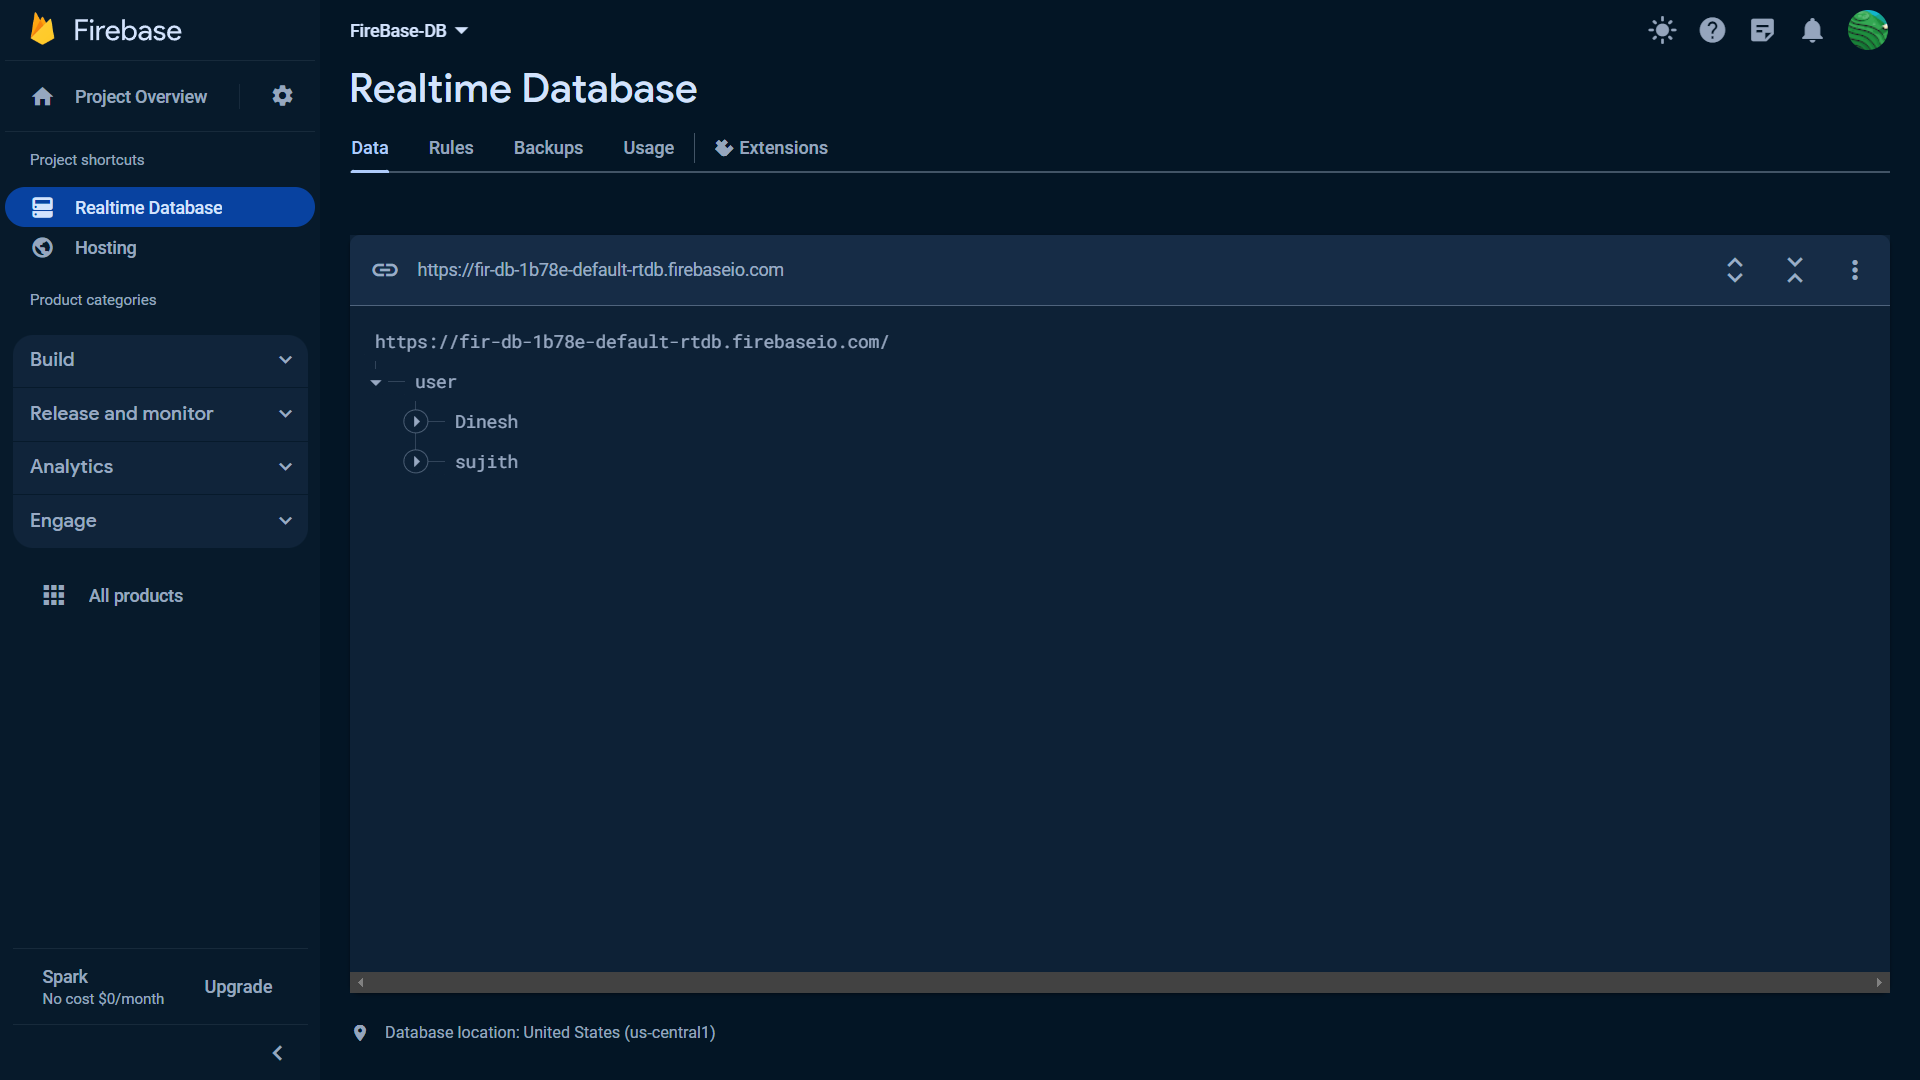 Firebase
Project Overview
Project shortcuts
Realtime Database
Hosting
Product categories
Build
Release and monitor
Analytics
Engage
All products
Spark
No cost $0/month
Upgrade
FireBase-DB
Realtime Database
Data Rules Backups Usage Extensions
https://fir-db-1b78e-default-rtdb.firebaseio.com
https://fir-db-1b78e-default-rtdb.firebaseio.com/
user
Dinesh
sujith
Database location: United States (us-central1)